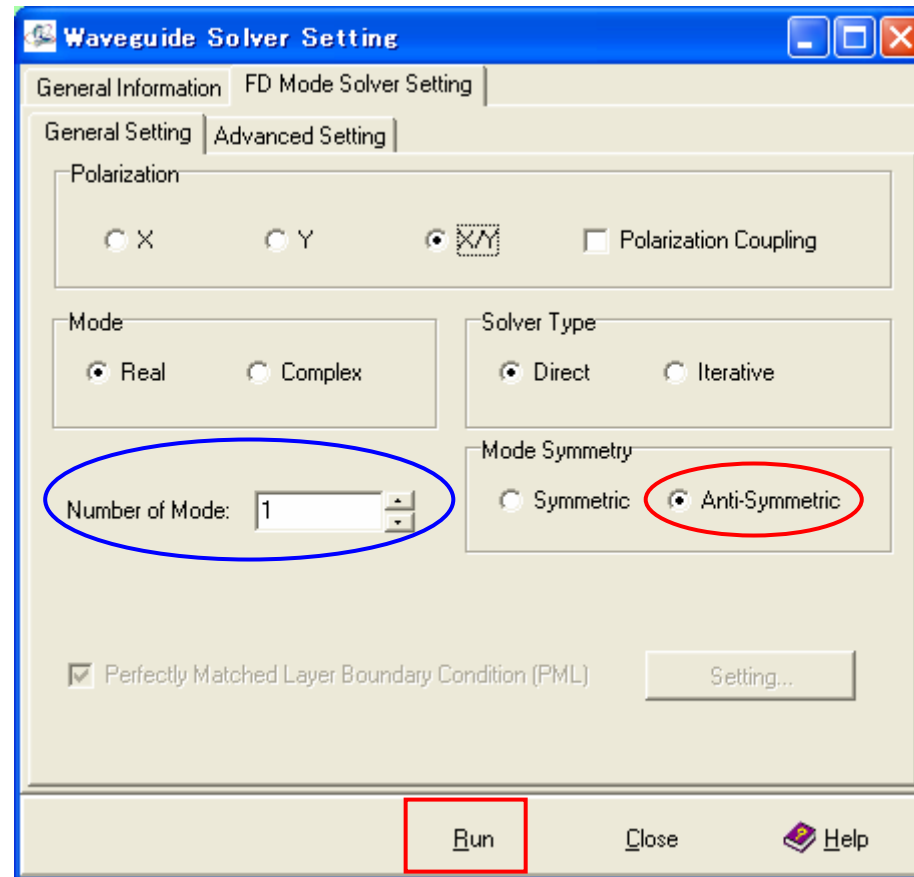 Waveguide Solver Setting
General Information FD Mode Solver Setting
General Setting Advanced Setting
Polarization
X Y X/Y Polarization Coupling
Mode
Real Complex
Solver Type
Direct Iterative
Number of Mode: 1
Mode Symmetry
Symmetric Anti-Symmetric
Perfectly Matched Layer Boundary Condition (PML) Setting...
Run Close Help